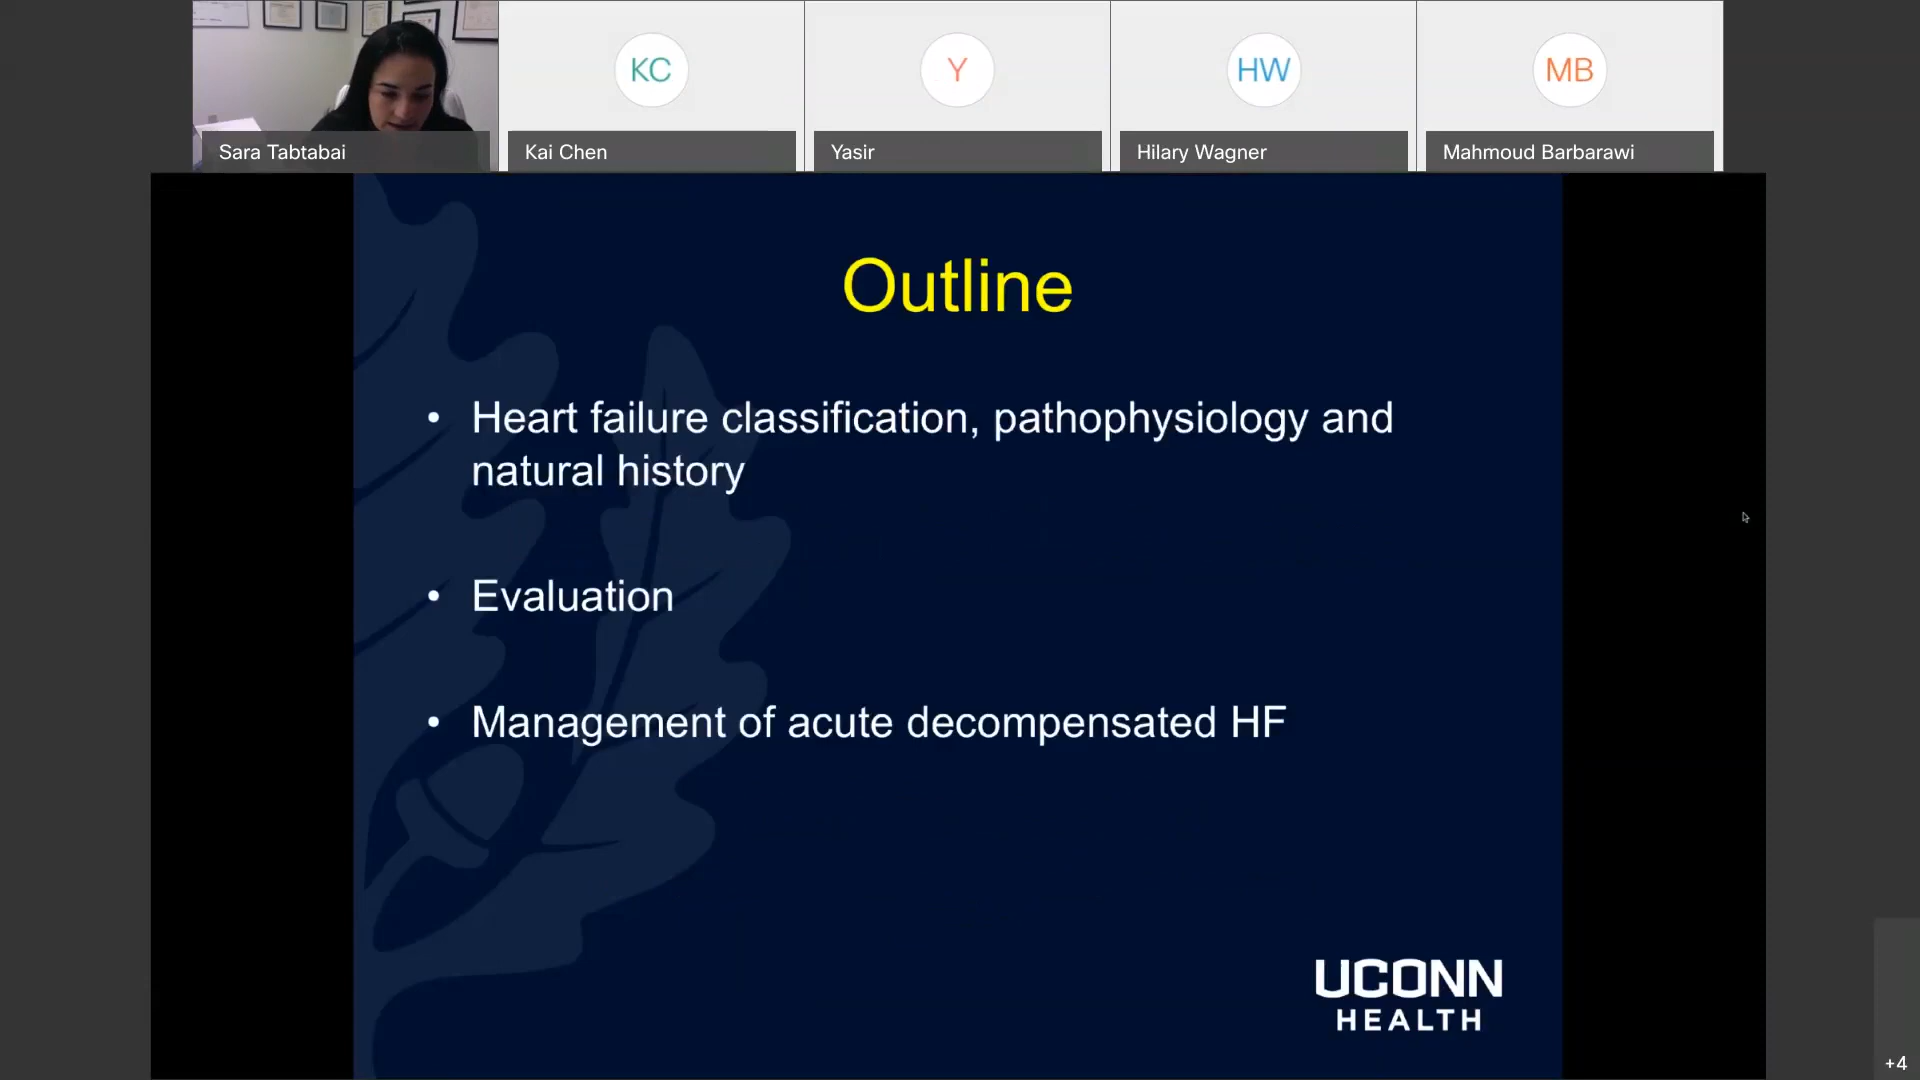 KC
Y
HW
MB
Sara Tabtabai
Kai Chen
Yasir
Hilary Wagner
Mahmoud Barbarawi
Outline
• Heart failure classification, pathophysiology and
natural history
• Evaluation
• Management of acute decompensated HF
UCONN
HEALTH
+4